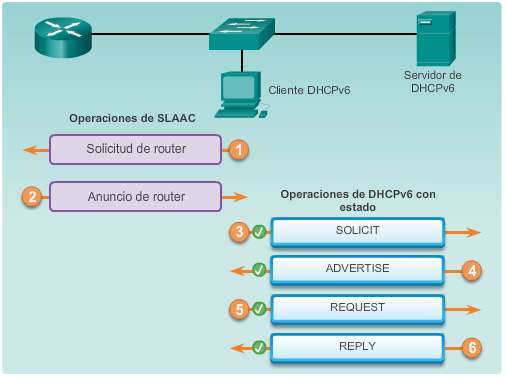 Cliente DHCPv6
Servidor de
DHCPv6
Operaciones de SLAAC
Solicitud de router
1
2
Anuncio de router
Operaciones de DHCPv6 con
estado
3
SOLICIT
ADVERTISE
4
5
REQUEST
REPLY
6